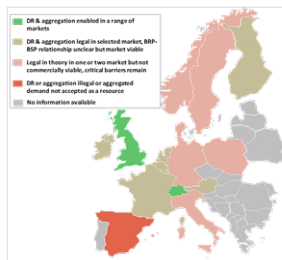 DR & aggregation enabled in a range of
markets
DR & aggregation legal in selected market, BRP-
BSP relationship unclear but market viable
Legal in theory in one or two market but not
commercially viable, critical barriers remain
DR or aggregation illegal or aggregated
demand not accepted as a resource
No information available